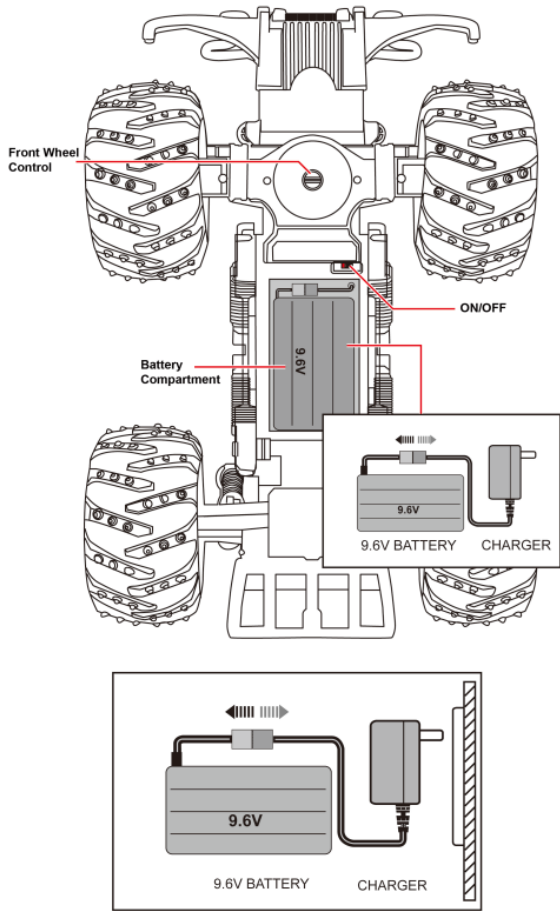 Front Wheel
Control
ON/OFF
9.6V
Battery
Compartment
9.6V
9.6V BATTERY
CHARGER
9.6V
9.6V BATTERY
CHARGER